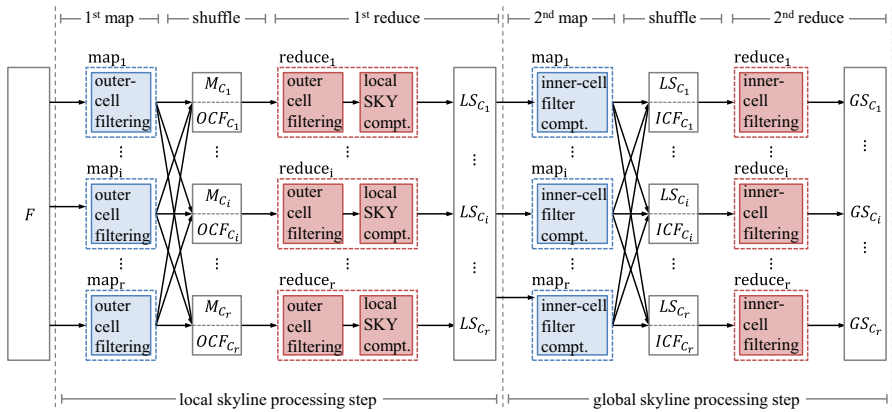 1st map
shuffle
1st reduce
2nd map
shuffle
2nd reduce
F
map1
outer-
cell
filtering
⋮
mapi
outer
cell
filtering
⋮
mapr
outer
cell
filtering
MC1
OCFC1
MCi
OCFCi
MCr
OCFCr
reduce1
outer
cell
filtering
local
SKY
compt.
⋮
reducei
outer
cell
filtering
local
SKY
compt.
⋮
reducer
outer
cell
filtering
local
SKY
compt.
LSC1
⋮
LSCi
⋮
LSCr
map1
inner-cell
filter
compt.
⋮
mapi
inner-cell
filter
compt.
⋮
mapr
inner-cell
filter
compt.
LSC1
ICFC1
⋮
LSCi
ICFCi
⋮
LSCr
ICFCr
reduce1
inner-
cell
filtering
⋮
reducei
inner-
cell
filtering
⋮
reducer
inner-
cell
filtering
GSC1
⋮
GSCi
⋮
GSCr
local skyline processing step
global skyline processing step